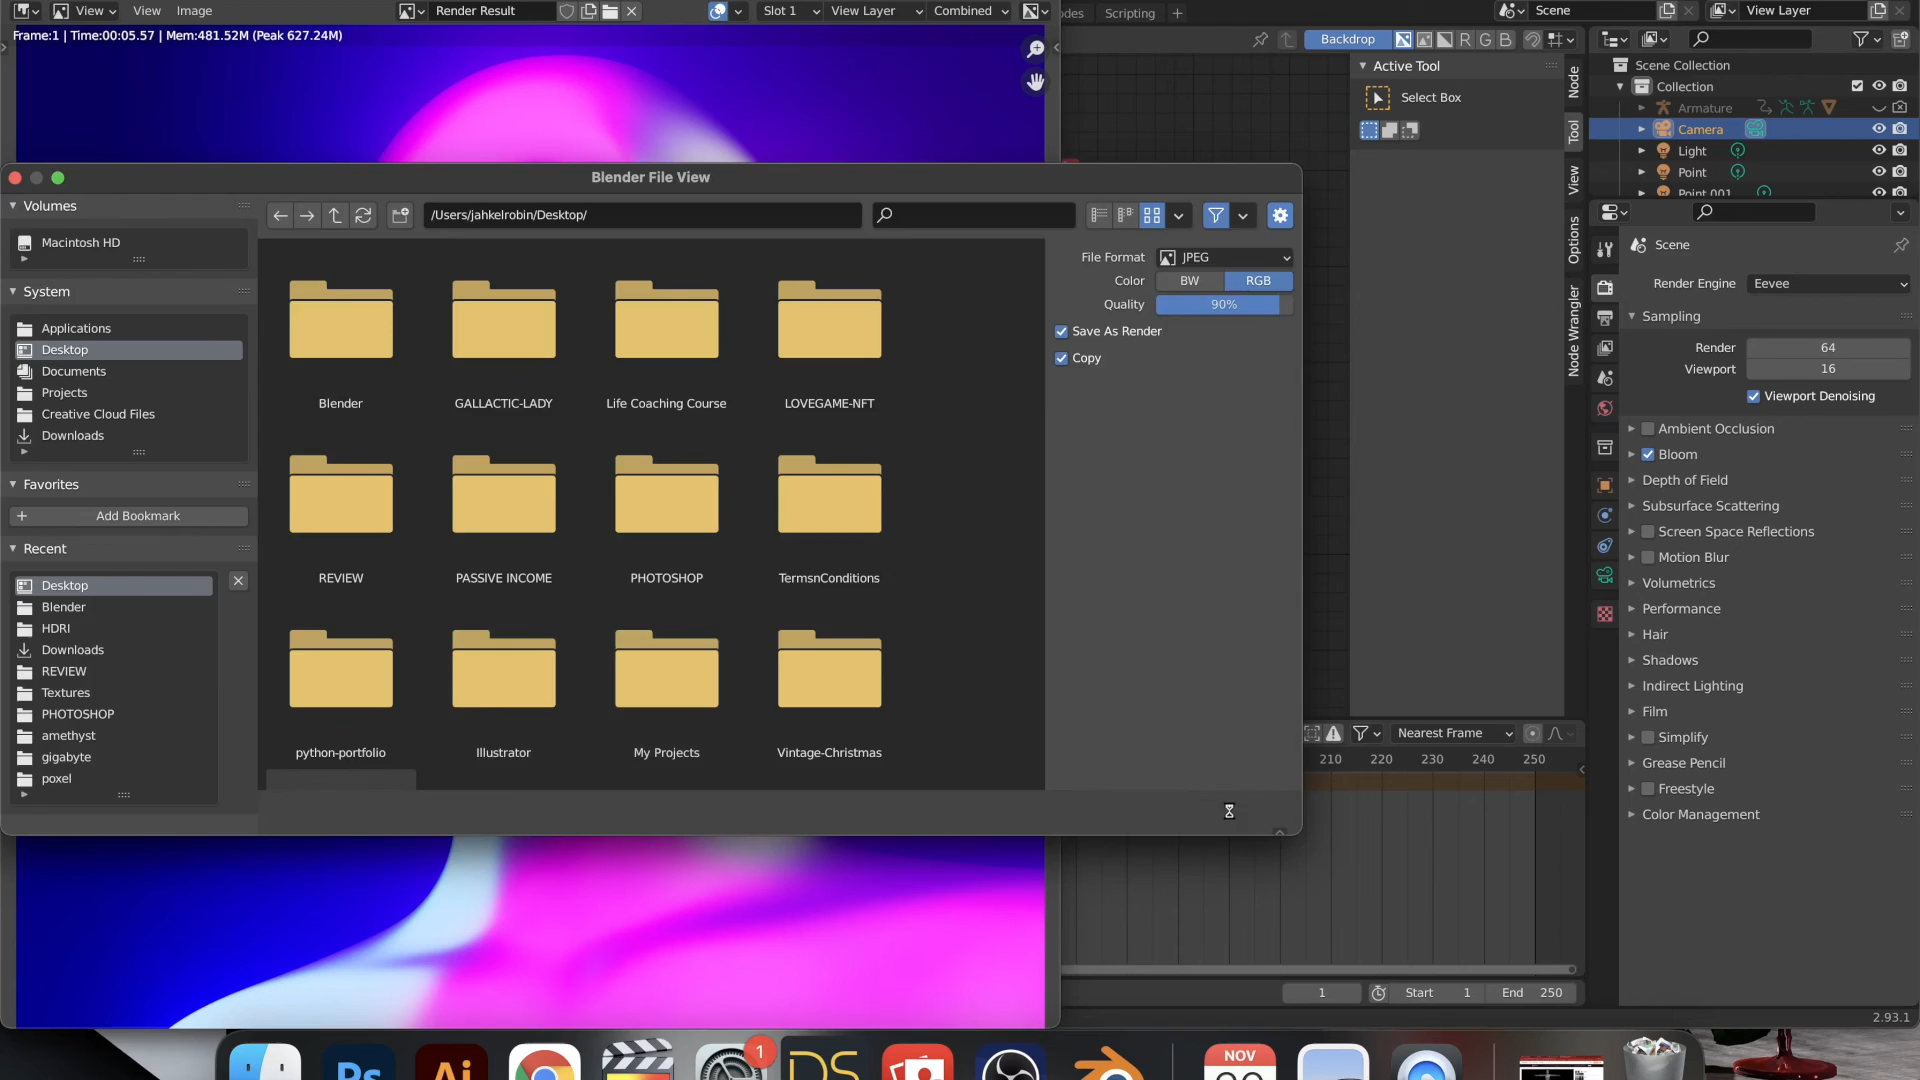 View
View
Image
Render Result
Slot 1
View Layer
Combined
Scripting
Scene
View Layer
Frame:1 | Time:00:05.57 | Mem:481.52M (Peak 627.24M)
Backdrop
R
G
B
Active Tool
Select Box
Node
Tool
View
Options
Node Wrangler
Scene Collection
Collection
Armature
Camera
Light
Point
Point.001
Blender File View
Volumes
Macintosh HD
System
Applications
Desktop
Documents
Projects
Creative Cloud Files
Downloads
Favorites
Add Bookmark
Recent
Desktop
Blender
HDRI
Downloads
REVIEW
Textures
PHOTOSHOP
amethyst
gigabyte
poxel
/Users/jahkelrobin/Desktop/
Blender
GALLACTIC-LADY
Life Coaching Course
LOVEGAME-NFT
REVIEW
PASSIVE INCOME
PHOTOSHOP
TermsnConditions
python-portfolio
Illustrator
My Projects
Vintage-Christmas
File Format JPEG
Color BW RGB
Quality 90%
Save As Render
Copy
Scene
Render Engine Eevee
Sampling
Render 64
Viewport 16
Viewport Denoising
Ambient Occlusion
Bloom
Depth of Field
Subsurface Scattering
Screen Space Reflections
Motion Blur
Volumetrics
Performance
Hair
Shadows
Indirect Lighting
Film
Simplify
Grease Pencil
Freestyle
Color Management
Nearest Frame
210 220 230 240 250
1
Start 1
End 250
2.93.1
Ps
Ai
1
DS
NOV